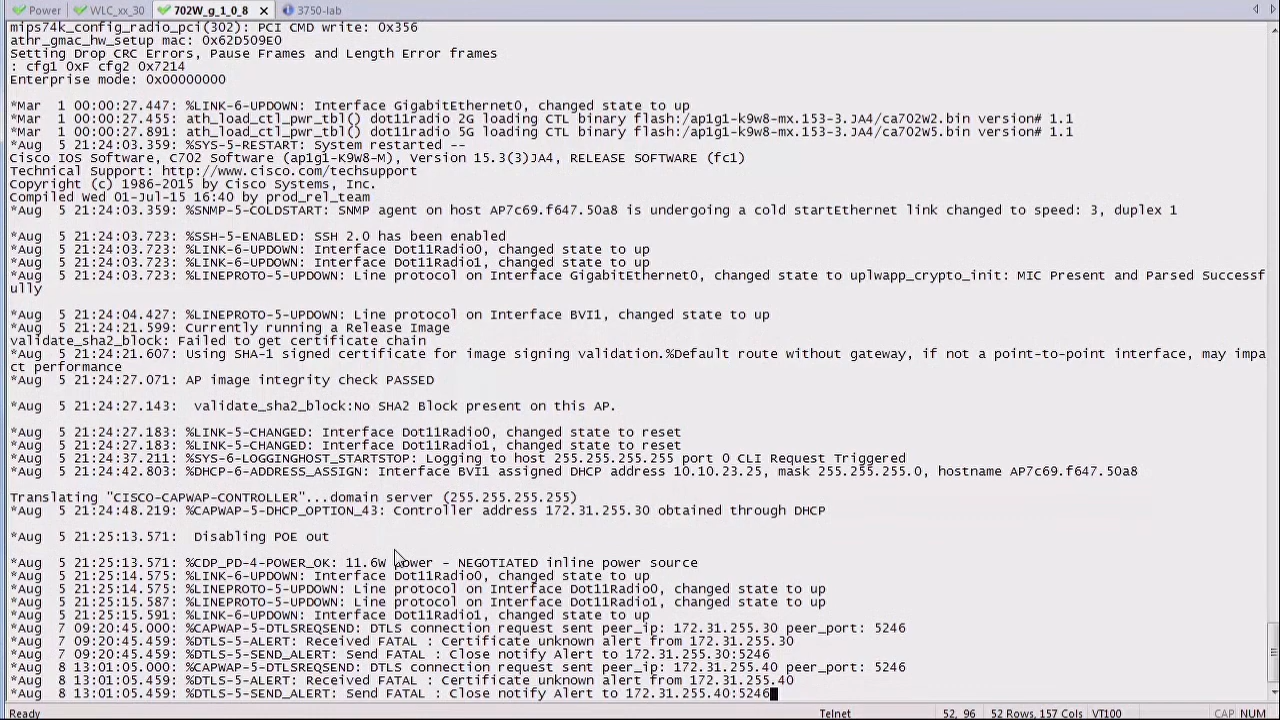 Power
WLC_xx_30
702W_g_1_0_8
3750-lab
mips74k_config_radio_pci(302): PCI CMD write: 0x356
athr_gmac_hw_setup mac: 0x62D509E0
Setting Drop CRC Errors, Pause Frames and Length Error frames
: cfg1 0xF cfg2 0x7214
Enterprise mode: 0x00000000
*Mar  1 00:00:27.447: %LINK-6-UPDOWN: Interface GigabitEthernet0, changed state to up
*Mar  1 00:00:27.455: ath_load_ctl_pwr_tbl() dot11radio 2G loading CTL binary flash:/ap1g1-k9w8-mx.153-3.JA4/ca702w2.bin version# 1.1
*Mar  1 00:00:27.891: ath_load_ctl_pwr_tbl() dot11radio 5G loading CTL binary flash:/ap1g1-k9w8-mx.153-3.JA4/ca702w5.bin version# 1.1
*Aug  5 21:24:03.359: %SYS-5-RESTART: System restarted --
Cisco IOS Software, C702 Software (ap1g1-K9W8-M), Version 15.3(3)JA4, RELEASE SOFTWARE (fc1)
Technical Support: http://www.cisco.com/techsupport
Copyright (c) 1986-2015 by Cisco Systems, Inc.
Compiled Wed 01-Jul-15 16:40 by prod_rel_team
*Aug  5 21:24:03.359: %SNMP-5-COLDSTART: SNMP agent on host AP7c69.f647.50a8 is undergoing a cold startEthernet link changed to speed: 3, duplex 1
*Aug  5 21:24:03.723: %SSH-5-ENABLED: SSH 2.0 has been enabled
*Aug  5 21:24:03.723: %LINK-6-UPDOWN: Interface Dot11Radio0, changed state to up
*Aug  5 21:24:03.723: %LINK-6-UPDOWN: Interface Dot11Radio1, changed state to up
*Aug  5 21:24:03.723: %LINEPROTO-5-UPDOWN: Line protocol on Interface GigabitEthernet0, changed state to uplwapp_crypto_init: MIC Present and Parsed Successf
ully
*Aug  5 21:24:04.427: %LINEPROTO-5-UPDOWN: Line protocol on Interface BVI1, changed state to up
*Aug  5 21:24:21.599: Currently running a Release Image
validate_sha2_block: Failed to get certificate chain
*Aug  5 21:24:21.607: Using SHA-1 signed certificate for image signing validation.%Default route without gateway, if not a point-to-point interface, may impa
ct performance
*Aug  5 21:24:27.071: AP image integrity check PASSED
*Aug  5 21:24:27.143:  validate_sha2_block:No SHA2 Block present on this AP.
*Aug  5 21:24:27.183: %LINK-5-CHANGED: Interface Dot11Radio0, changed state to reset
*Aug  5 21:24:27.183: %LINK-5-CHANGED: Interface Dot11Radio1, changed state to reset
*Aug  5 21:24:37.211: %SYS-6-LOGGINGHOST_STARTSTOP: Logging to host 255.255.255.255 port 0 CLI Request Triggered
*Aug  5 21:24:42.803: %DHCP-6-ADDRESS_ASSIGN: Interface BVI1 assigned DHCP address 10.10.23.25, mask 255.255.255.0, hostname AP7c69.f647.50a8
Translating "CISCO-CAPWAP-CONTROLLER"...domain server (255.255.255.255)
*Aug  5 21:24:48.219: %CAPWAP-5-DHCP_OPTION_43: Controller address 172.31.255.30 obtained through DHCP
*Aug  5 21:25:13.571:  Disabling POE out
*Aug  5 21:25:13.571: %CDP_PD-4-POWER_OK: 11.6w power - NEGOTIATED inline power source
*Aug  5 21:25:14.575: %LINK-6-UPDOWN: Interface Dot11Radio0, changed state to up
*Aug  5 21:25:14.575: %LINEPROTO-5-UPDOWN: Line protocol on Interface Dot11Radio0, changed state to up
*Aug  5 21:25:15.587: %LINEPROTO-5-UPDOWN: Line protocol on Interface Dot11Radio1, changed state to up
*Aug  5 21:25:15.591: %LINK-6-UPDOWN: Interface Dot11Radio1, changed state to up
*Aug  7 09:20:45.000: %CAPWAP-5-DTLSREQSEND: DTLS connection request sent peer_ip: 172.31.255.30 peer_port: 5246
*Aug  7 09:20:45.459: %DTLS-5-ALERT: Received FATAL : Certificate unknown alert from 172.31.255.30
*Aug  7 09:20:45.459: %DTLS-5-SEND_ALERT: Send FATAL : Close notify Alert to 172.31.255.30:5246
*Aug  8 13:01:05.000: %CAPWAP-5-DTLSREQSEND: DTLS connection request sent peer_ip: 172.31.255.40 peer_port: 5246
*Aug  8 13:01:05.459: %DTLS-5-ALERT: Received FATAL : Certificate unknown alert from 172.31.255.40
*Aug  8 13:01:05.459: %DTLS-5-SEND_ALERT: Send FATAL : Close notify Alert to 172.31.255.40:5246
Ready
Telnet
52, 96
52 Rows, 157 Cols
VT100
CAP
NUM